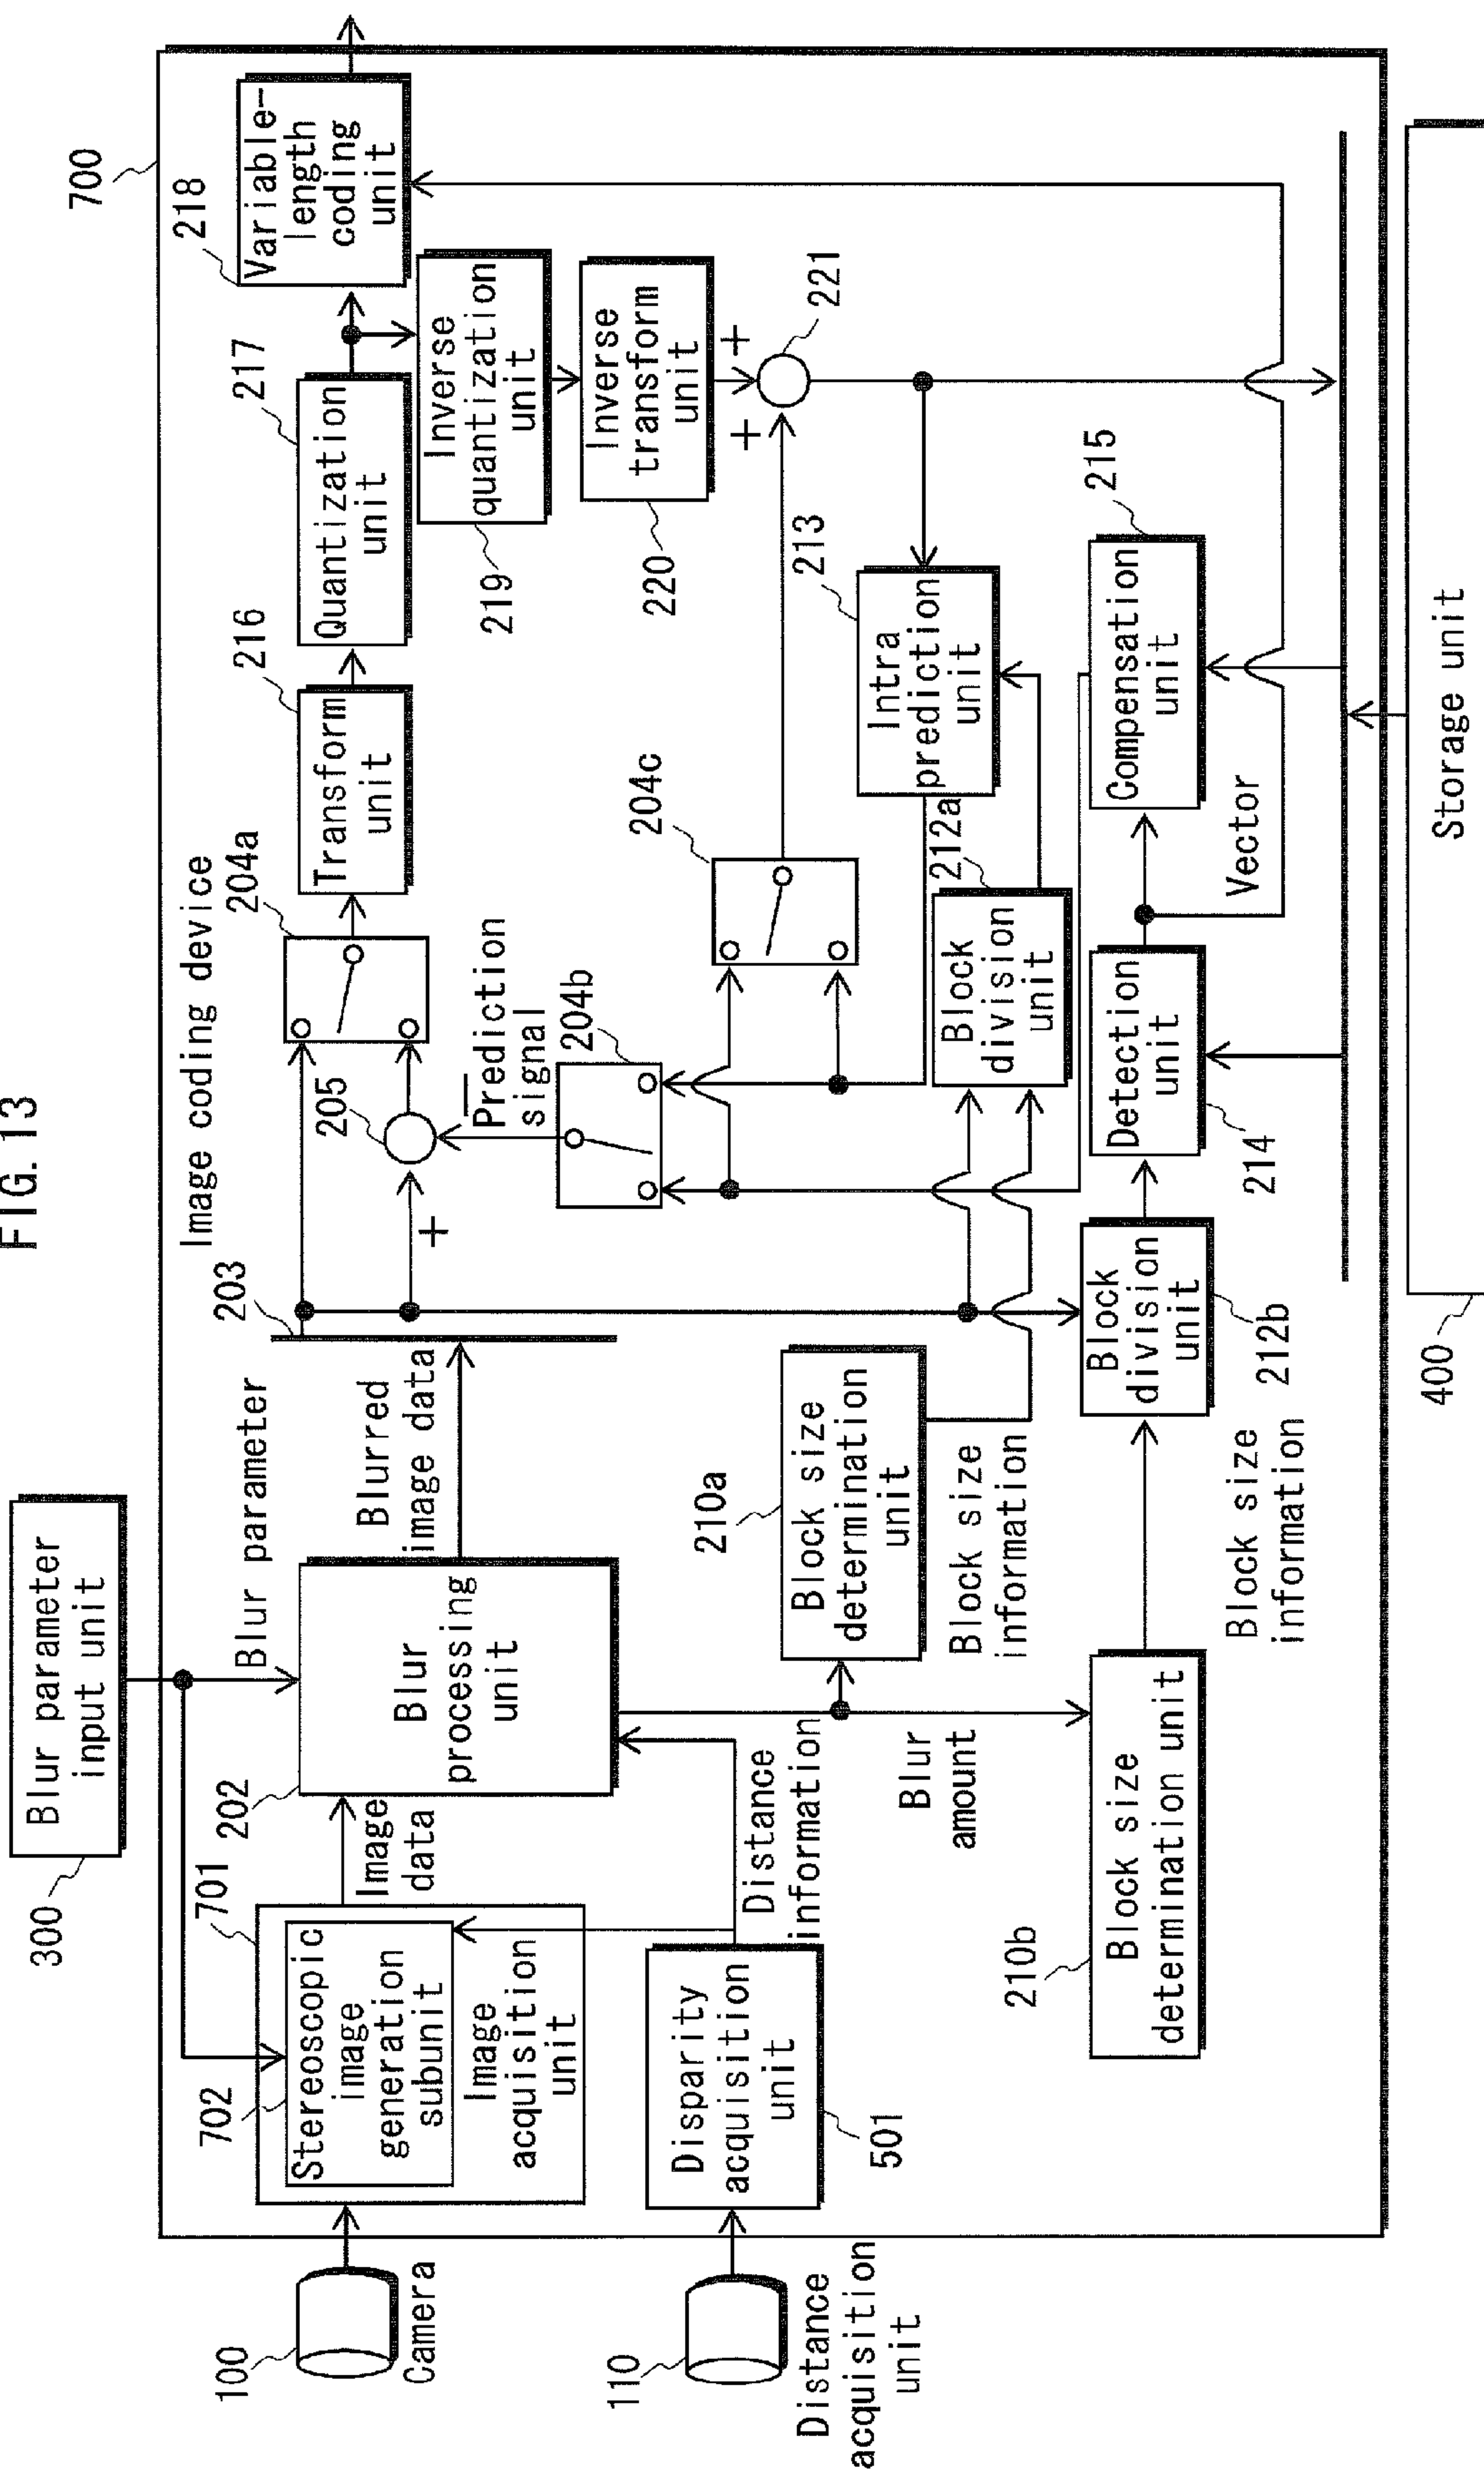 FIG. 13
300
Blur parameter
input unit
700
Image coding device
Blur parameter
100
Camera
701
702
Stereoscopic
image
generation
subunit
Image
acquisition
unit
Image
data
202
Blur
processing
unit
Blurred
image data
203
+
205
204a
216
Transform
unit
217
Quantization
unit
218
Variable-
length
coding
unit
Inverse
quantization
unit
219
Inverse
transform
unit
220
+
+
221
−
Prediction
signal
204b
204c
213
Intra
prediction
unit
110
Distance
acquisition
unit
Disparity
acquisition
unit
501
Distance
information
Blur
amount
210a
Block size
determination
unit
Block size
information
212a
Block
division
unit
210b
Block size
determination unit
Block size
information
Block
division
unit
212b
Detection
unit
214
Vector
215
Compensation
unit
400
Storage unit